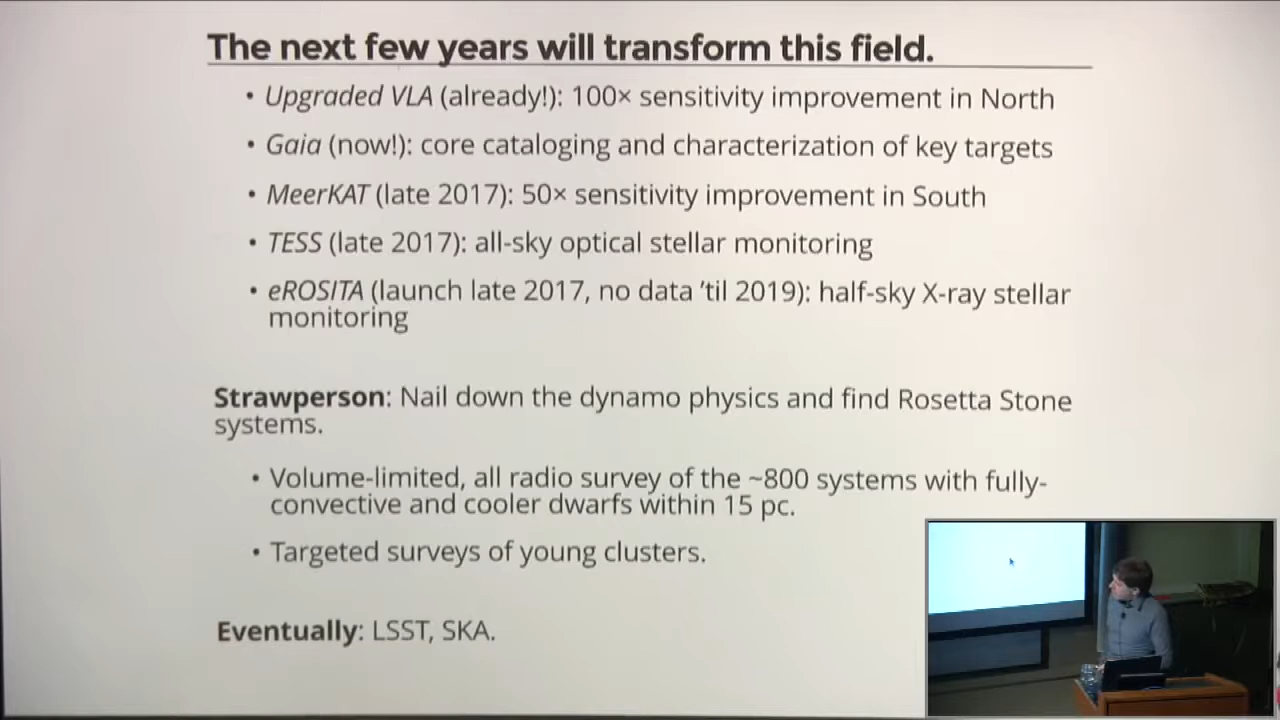 The next few years will transform this field.
• Upgraded VLA (already!): 100× sensitivity improvement in North
• Gaia (now!): core cataloging and characterization of key targets
• MeerKAT (late 2017): 50× sensitivity improvement in South
• TESS (late 2017): all-sky optical stellar monitoring
• eROSITA (launch late 2017, no data ’til 2019): half-sky X-ray stellar
monitoring
Strawperson: Nail down the dynamo physics and find Rosetta Stone
systems.
• Volume-limited, all radio survey of the ~800 systems with fully-
convective and cooler dwarfs within 15 pc.
• Targeted surveys of young clusters.
Eventually: LSST, SKA.